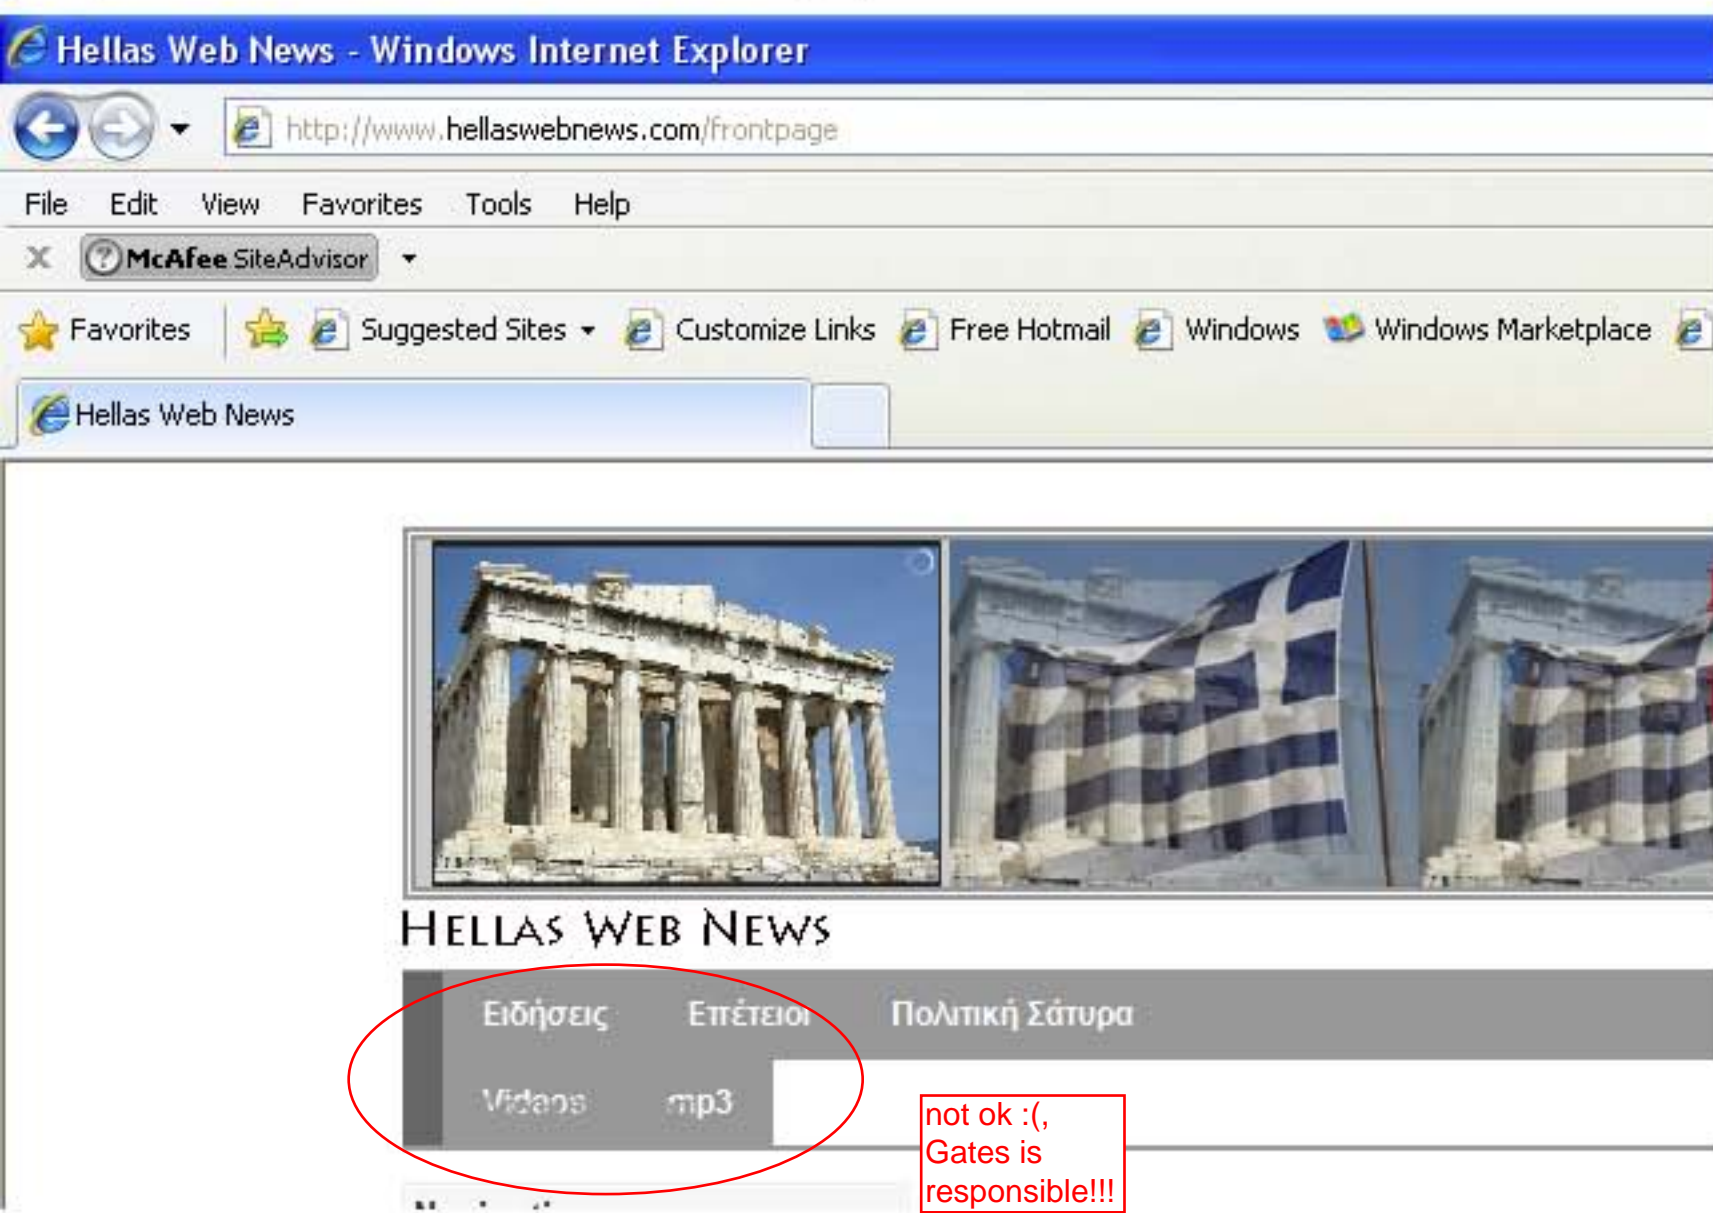 Hellas Web News - Windows Internet Explorer
http://www.hellaswebnews.com/frontpage
File Edit View Favorites Tools Help
X McAfee SiteAdvisor
Favorites Suggested Sites Customize Links Free Hotmail Windows Windows Marketplace
Hellas Web News
HELLAS WEB NEWS
Ειδήσεις Επέτειοι Πολιτική Σάτυρα
Videos mp3
not ok :(,
Gates is
responsible!!!